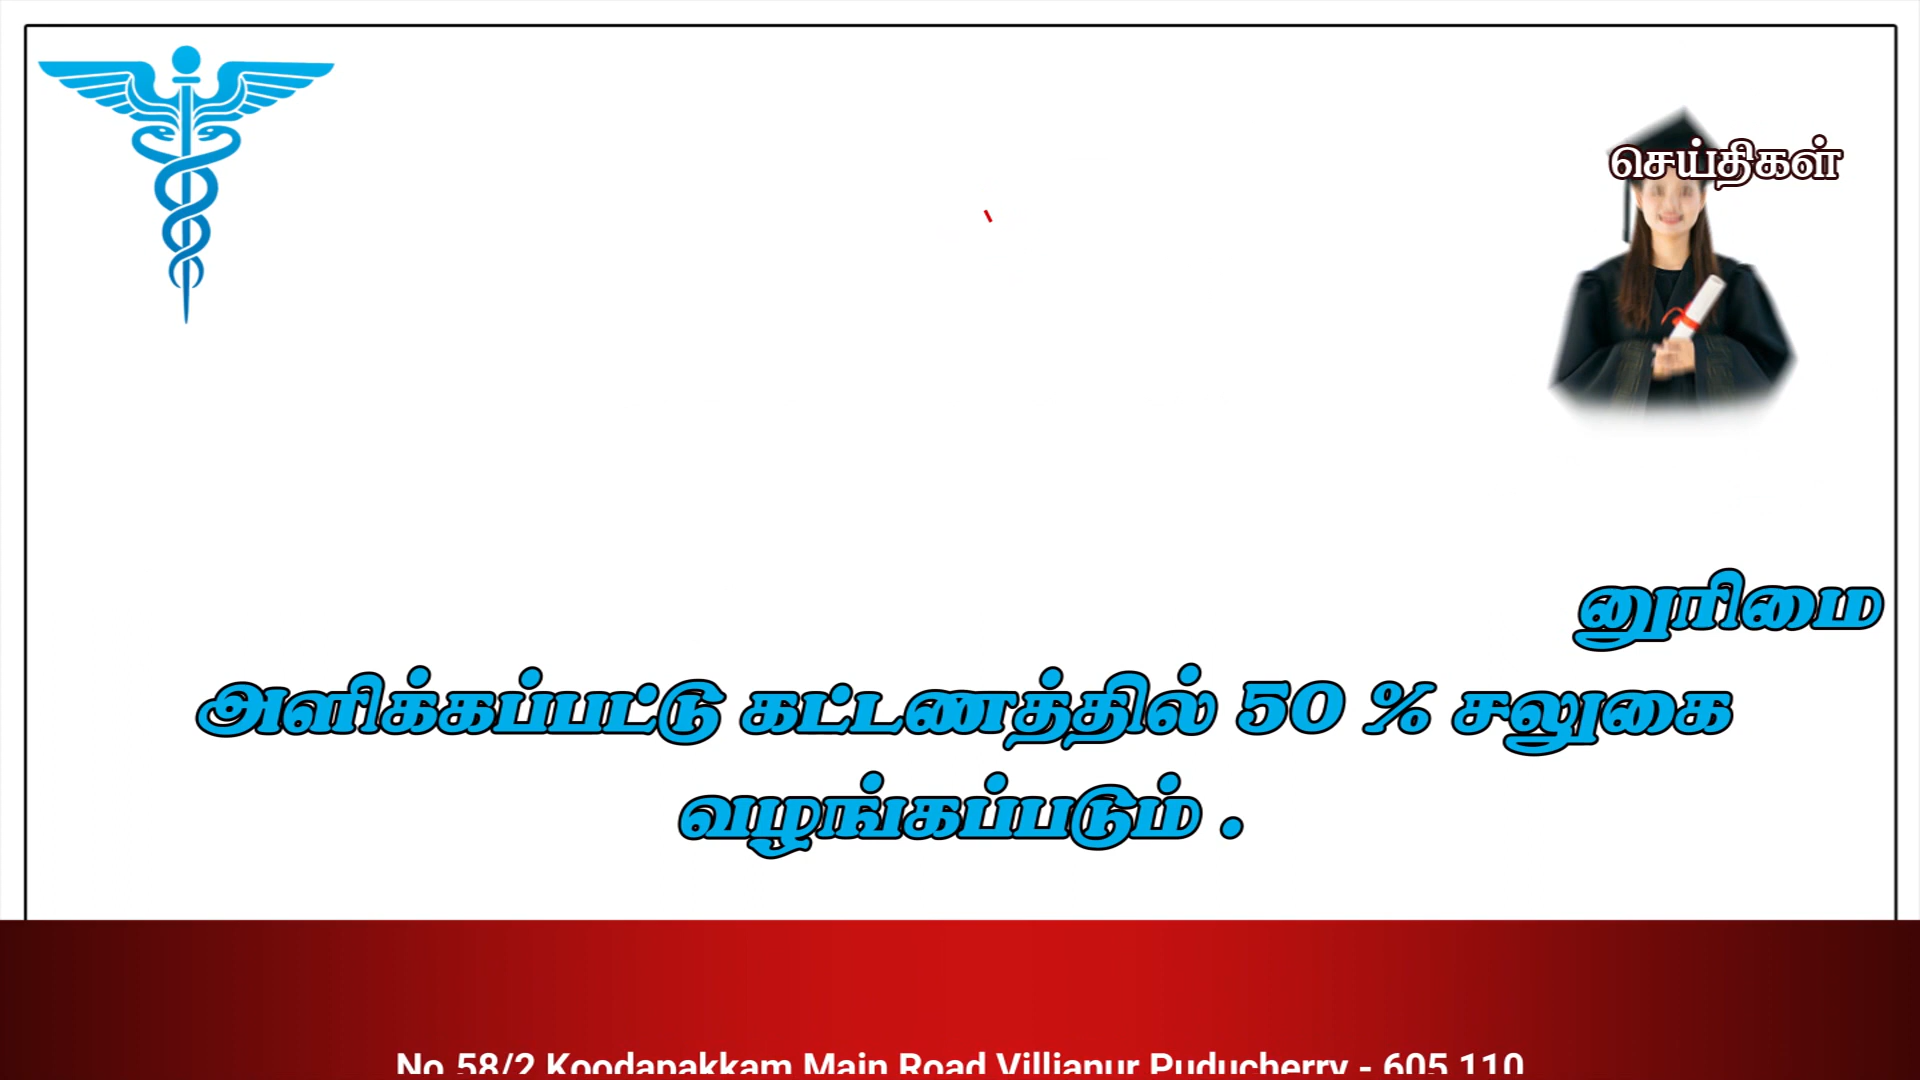 செய்திகள்
னுரிமை
அளிக்கப்பட்டு கட்டணத்தில் 50 % சலுகை
வழங்கப்படும் .
No 58/2 Koodapakkam Main Road Villianur Puducherry - 605 110